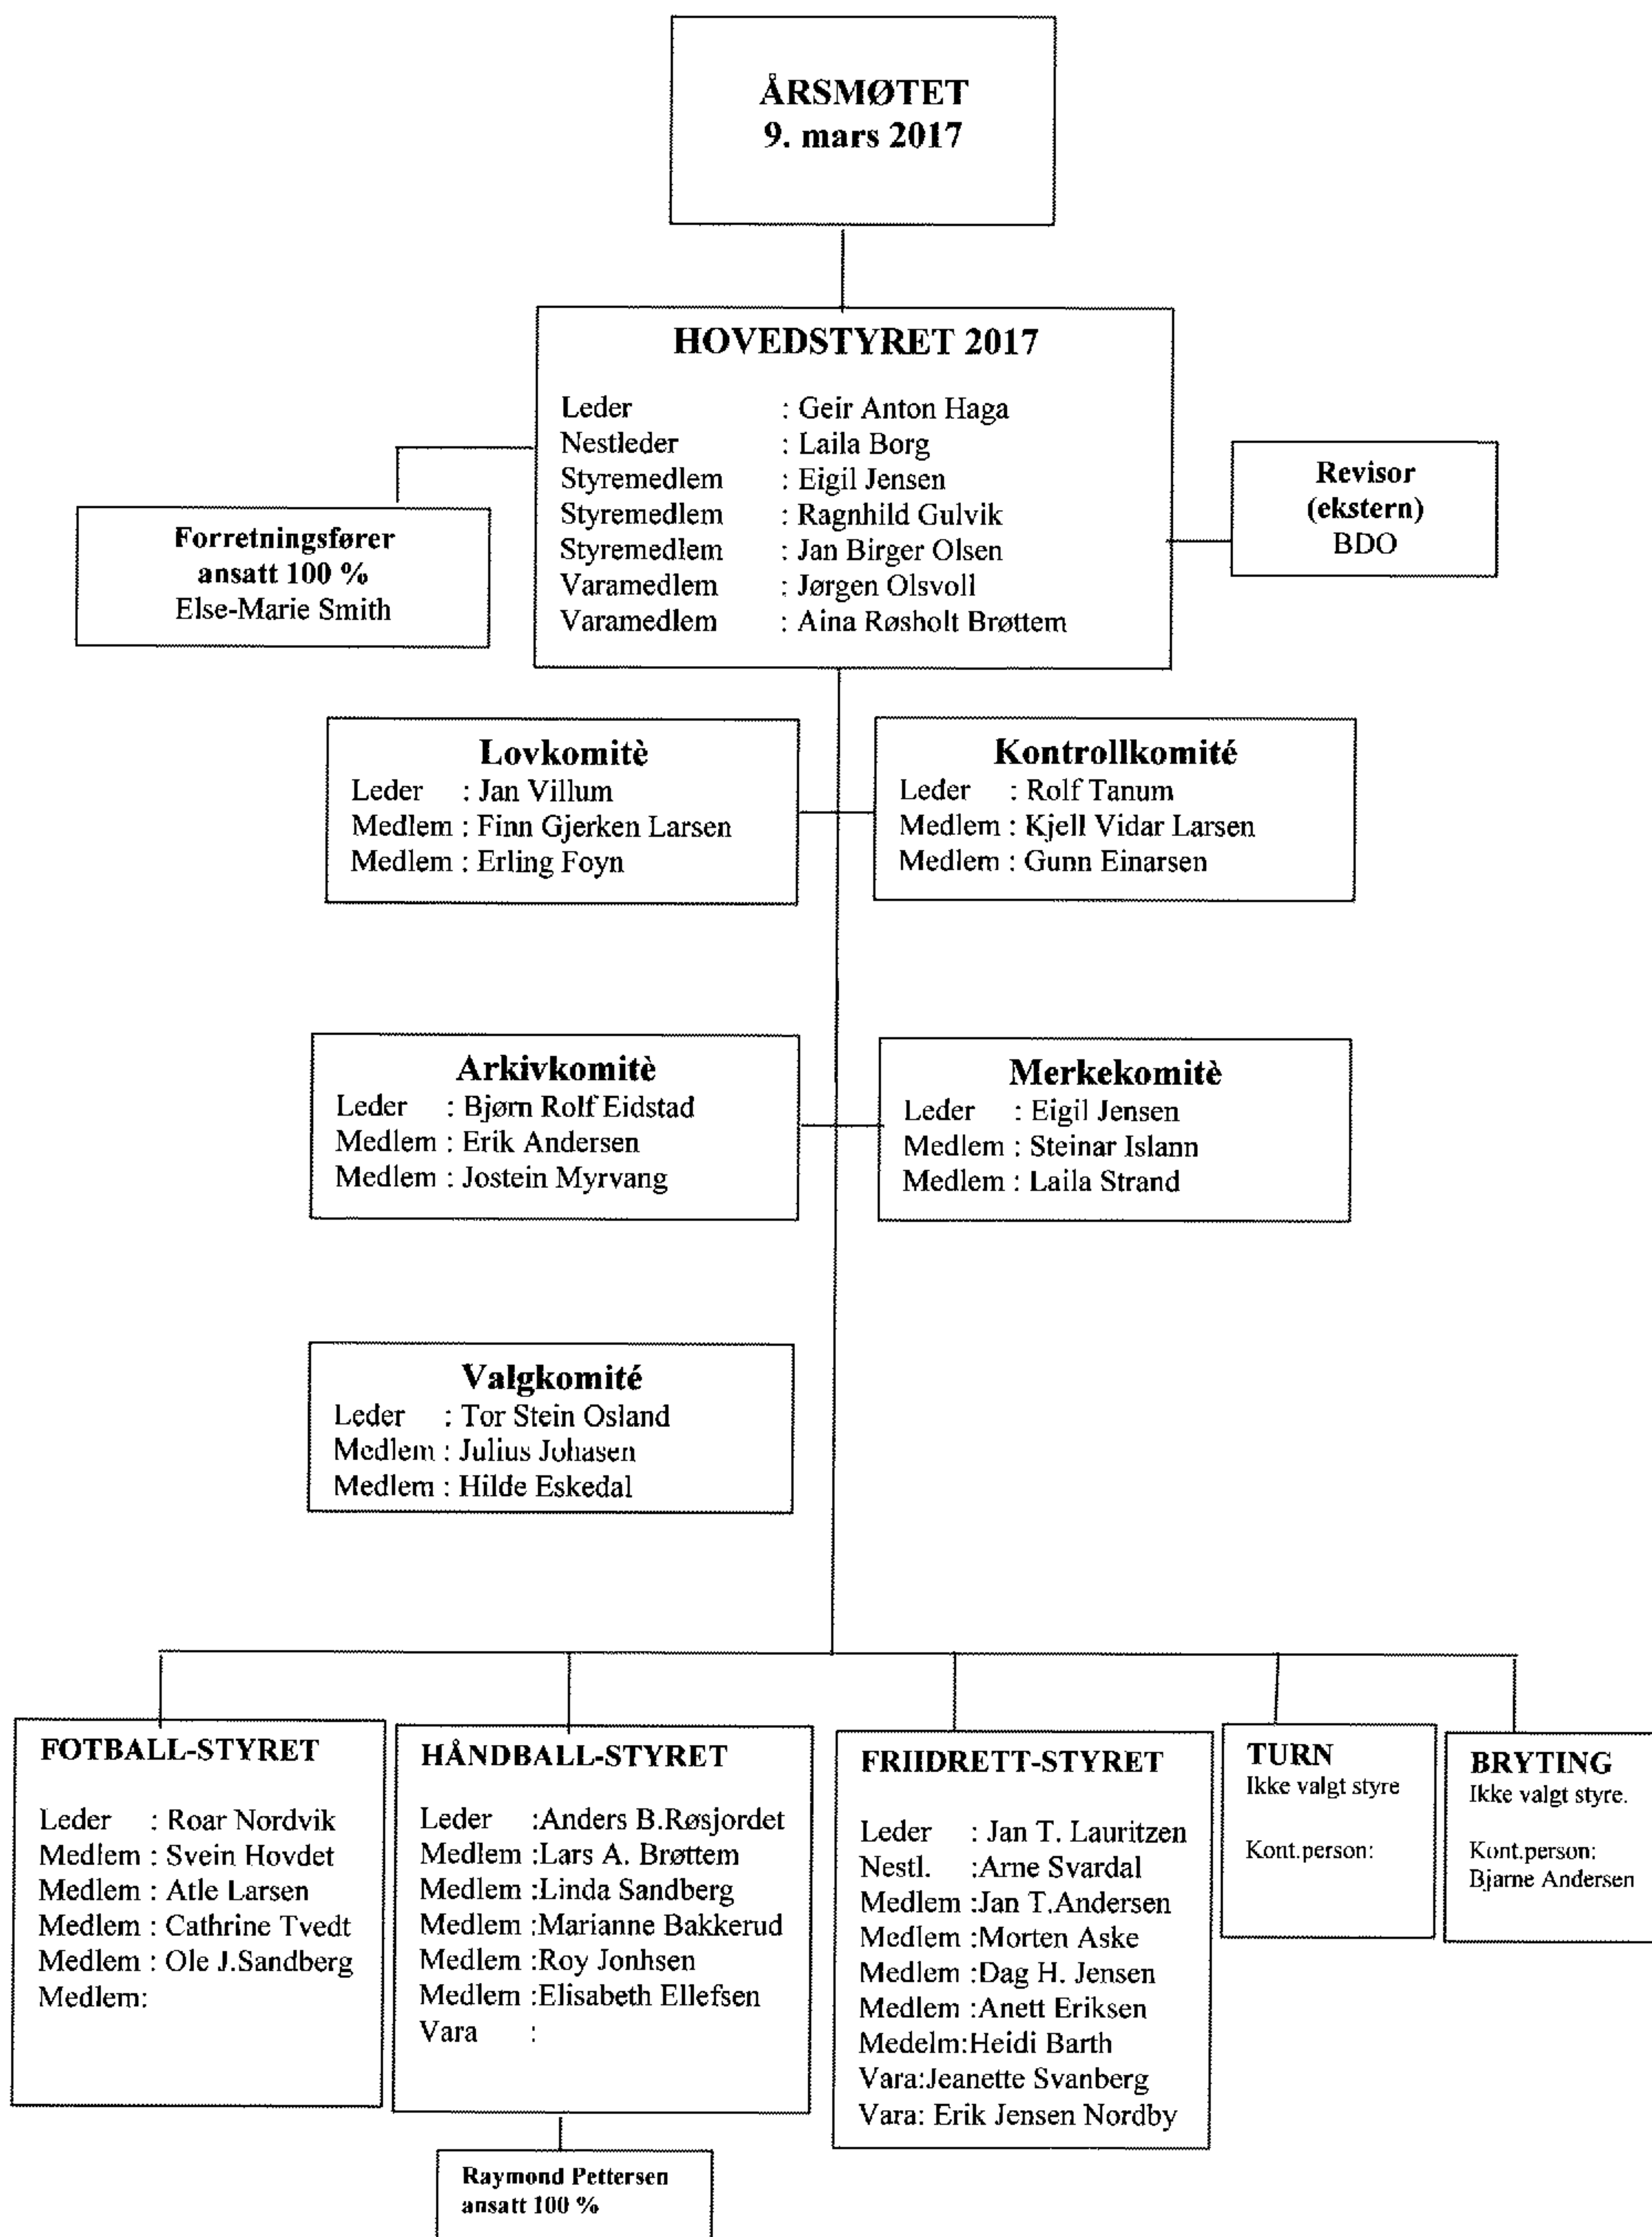 ÅRSMØTET
9. mars 2017
HOVEDSTYRET 2017
Leder : Geir Anton Haga
Nestleder : Laila Borg
Styremedlem : Eigil Jensen
Styremedlem : Ragnhild Gulvik
Styremedlem : Jan Birger Olsen
Varamedlem : Jørgen Olsvoll
Varamedlem : Aina Røsholt Brøttem
Forretningsfører
ansatt 100 %
Else-Marie Smith
Revisor
(ekstern)
BDO
Lovkomitè
Leder : Jan Villum
Medlem : Finn Gjerken Larsen
Medlem : Erling Foyn
Kontrollkomité
Leder : Rolf Tanum
Medlem : Kjell Vidar Larsen
Medlem : Gunn Einarsen
Arkivkomitè
Leder : Bjørn Rolf Eidstad
Medlem : Erik Andersen
Medlem : Jostein Myrvang
Merkekomitè
Leder : Eigil Jensen
Medlem : Steinar Islann
Medlem : Laila Strand
Valgkomité
Leder : Tor Stein Osland
Medlem : Julius Johasen
Medlem : Hilde Eskedal
FOTBALL-STYRET
Leder : Roar Nordvik
Medlem : Svein Hovdet
Medlem : Atle Larsen
Medlem : Cathrine Tvedt
Medlem : Ole J.Sandberg
Medlem:
HÅNDBALL-STYRET
Leder :Anders B.Røsjordet
Medlem :Lars A. Brøttem
Medlem :Linda Sandberg
Medlem :Marianne Bakkerud
Medlem :Roy Jonhsen
Medlem :Elisabeth Ellefsen
Vara :
Raymond Pettersen
ansatt 100 %
FRIIDRETT-STYRET
Leder : Jan T. Lauritzen
Nestl. :Arne Svardal
Medlem :Jan T.Andersen
Medlem :Morten Aske
Medlem :Dag H. Jensen
Medlem :Anett Eriksen
Medelm:Heidi Barth
Vara:Jeanette Svanberg
Vara: Erik Jensen Nordby
TURN
Ikke valgt styre
Kont.person:
BRYTING
Ikke valgt styre.
Kont.person:
Bjarne Andersen